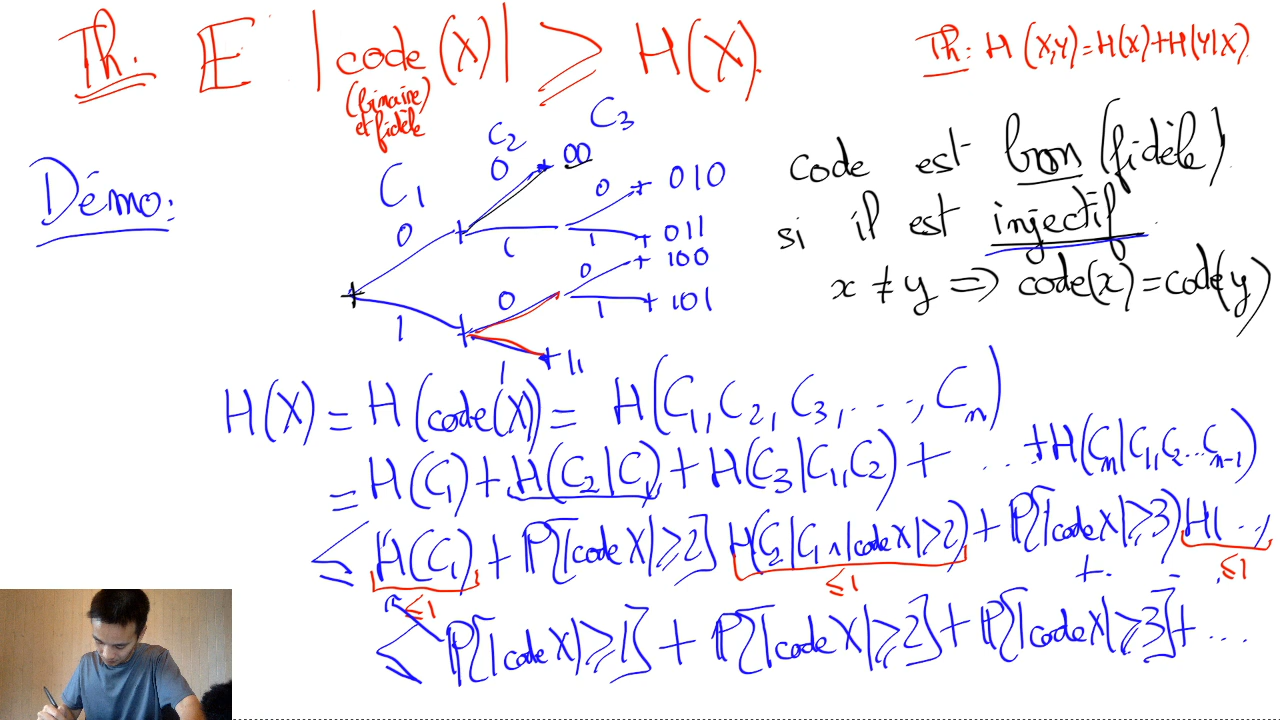 Th. E |code(X)| ≥ H(X).
(binaire)
et fidèle
Th: H(X,Y)=H(X)+H(Y|X)
Démo:
C₁ C₂ C₃
0 0 00
0 010
1 1 011
0 100
0 1 101
1 1 11
code est bon (fidèle)
si il est injectif
x ≠ y ⇒ code(x)=code(y)
H(X) = H(code(X)) = H(C₁, C₂, C₃, ..., Cₙ)
= H(C₁) + H(C₂|C₁) + H(C₃|C₁,C₂) + ... + H(Cₙ|C₁,C₂...Cₙ₋₁)
≤ H(C₁) + P[|code X|≥2] H(C₂|C₁ ∧ |code X|≥2) + P[|code X|≥3) H(...)
≤1 ≤1 + ... ≤1
≤ P[|code X|≥1] + P[|code X|≥2] + P[|code X|≥3] + ...